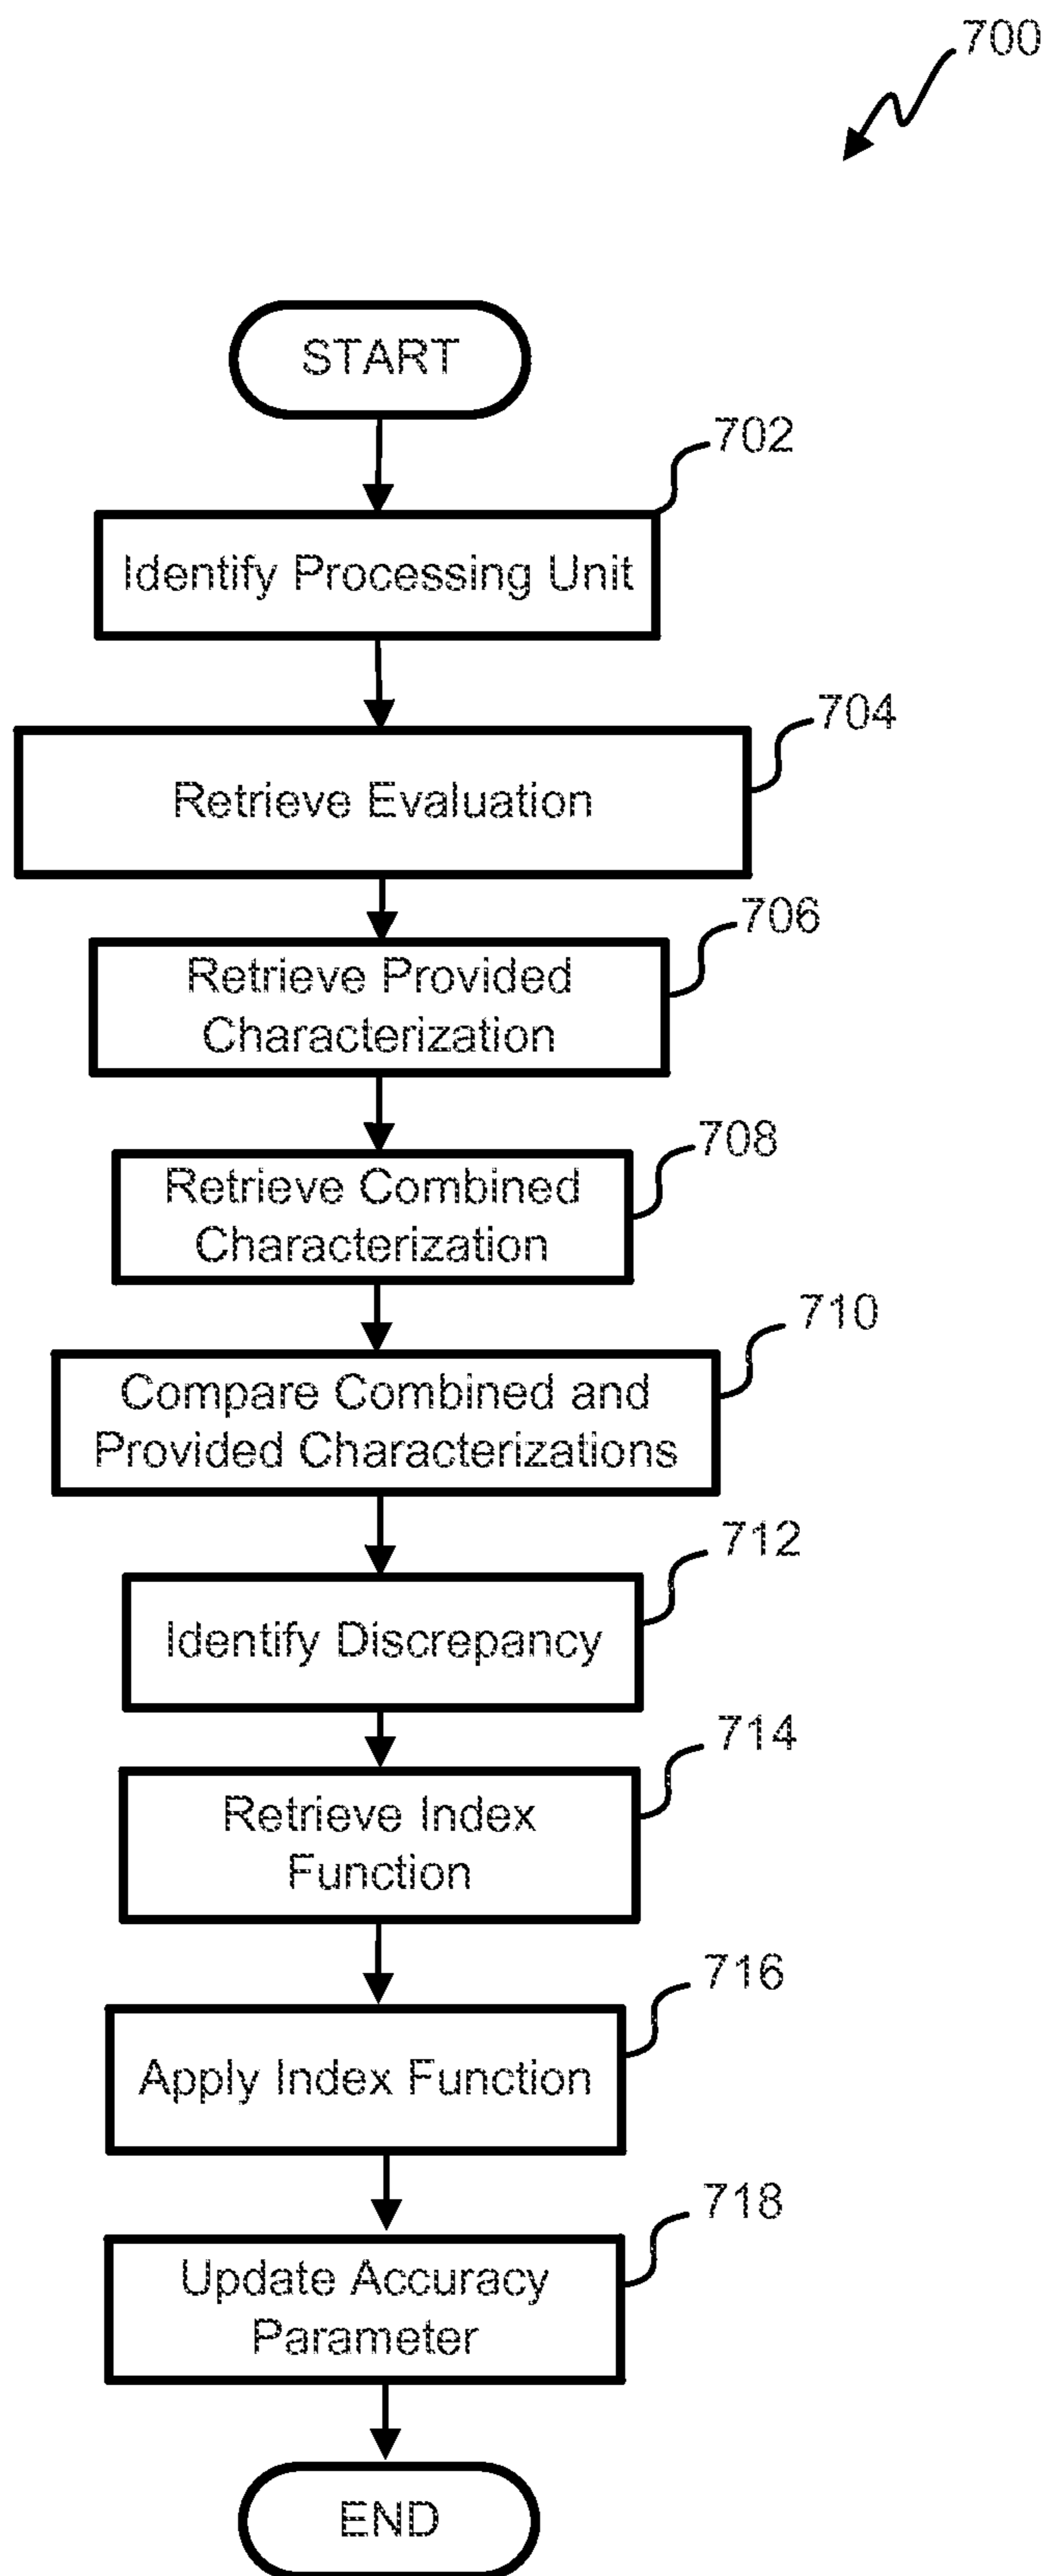 700
START
702
Identify Processing Unit
704
Retrieve Evaluation
706
Retrieve Provided
Characterization
708
Retrieve Combined
Characterization
710
Compare Combined and
Provided Characterizations
712
Identify Discrepancy
714
Retrieve Index
Function
716
Apply Index Function
718
Update Accuracy
Parameter
END